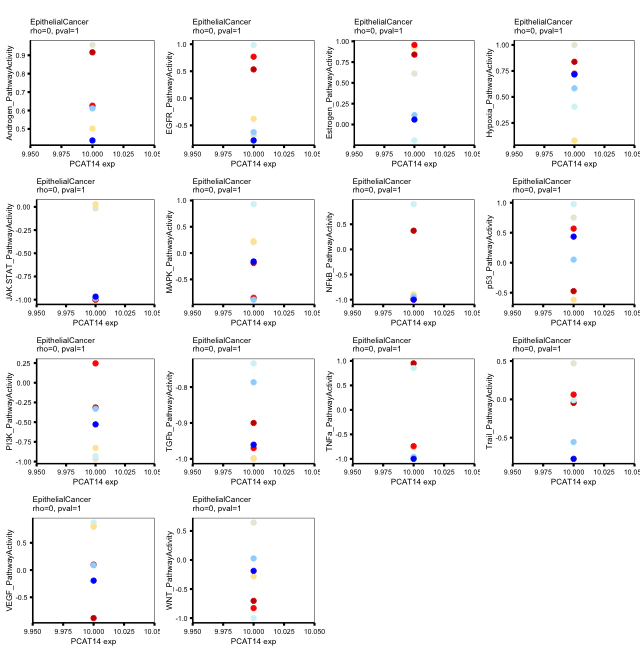 EpithelialCancer
rho=0, pval=1
Androgen_PathwayActivity
0.9
0.8
0.7
0.6
0.5
9.950 9.975 10.000 10.025 10.05
PCAT14 exp
EpithelialCancer
rho=0, pval=1
EGFR_PathwayActivity
1.0
0.5
0.0
-0.5
9.950 9.975 10.000 10.025 10.05
PCAT14 exp
EpithelialCancer
rho=0, pval=1
Estrogen_PathwayActivity
1.00
0.75
0.50
0.25
0.00
9.950 9.975 10.000 10.025 10.05
PCAT14 exp
EpithelialCancer
rho=0, pval=1
Hypoxia_PathwayActivity
1.00
0.75
0.50
0.25
9.950 9.975 10.000 10.025 10.05
PCAT14 exp
EpithelialCancer
rho=0, pval=1
JAK.STAT_PathwayActivity
0.00
-0.25
-0.50
-0.75
-1.00
9.950 9.975 10.000 10.025 10.05
PCAT14 exp
EpithelialCancer
rho=0, pval=1
MAPK_PathwayActivity
1.0
0.5
0.0
-0.5
9.950 9.975 10.000 10.025 10.05
PCAT14 exp
EpithelialCancer
rho=0, pval=1
NFkB_PathwayActivity
1.0
0.5
0.0
-0.5
-1.0
9.950 9.975 10.000 10.025 10.05
PCAT14 exp
EpithelialCancer
rho=0, pval=1
p53_PathwayActivity
1.0
0.5
0.0
-0.5
9.950 9.975 10.000 10.025 10.05
PCAT14 exp
EpithelialCancer
rho=0, pval=1
PI3K_PathwayActivity
0.25
0.00
-0.25
-0.50
-0.75
-1.00
9.950 9.975 10.000 10.025 10.05
PCAT14 exp
EpithelialCancer
rho=0, pval=1
TGFb_PathwayActivity
-0.8
-0.9
-1.0
9.950 9.975 10.000 10.025 10.05
PCAT14 exp
EpithelialCancer
rho=0, pval=1
TNFa_PathwayActivity
1.0
0.5
0.0
-0.5
-1.0
9.950 9.975 10.000 10.025 10.05
PCAT14 exp
EpithelialCancer
rho=0, pval=1
Trail_PathwayActivity
0.5
0.0
-0.5
9.950 9.975 10.000 10.025 10.05
PCAT14 exp
EpithelialCancer
rho=0, pval=1
VEGF_PathwayActivity
0.5
0.0
-0.5
9.950 9.975 10.000 10.025 10.05
PCAT14 exp
EpithelialCancer
rho=0, pval=1
WNT_PathwayActivity
0.5
0.0
-0.5
-1.0
9.950 9.975 10.000 10.025 10.050
PCAT14 exp